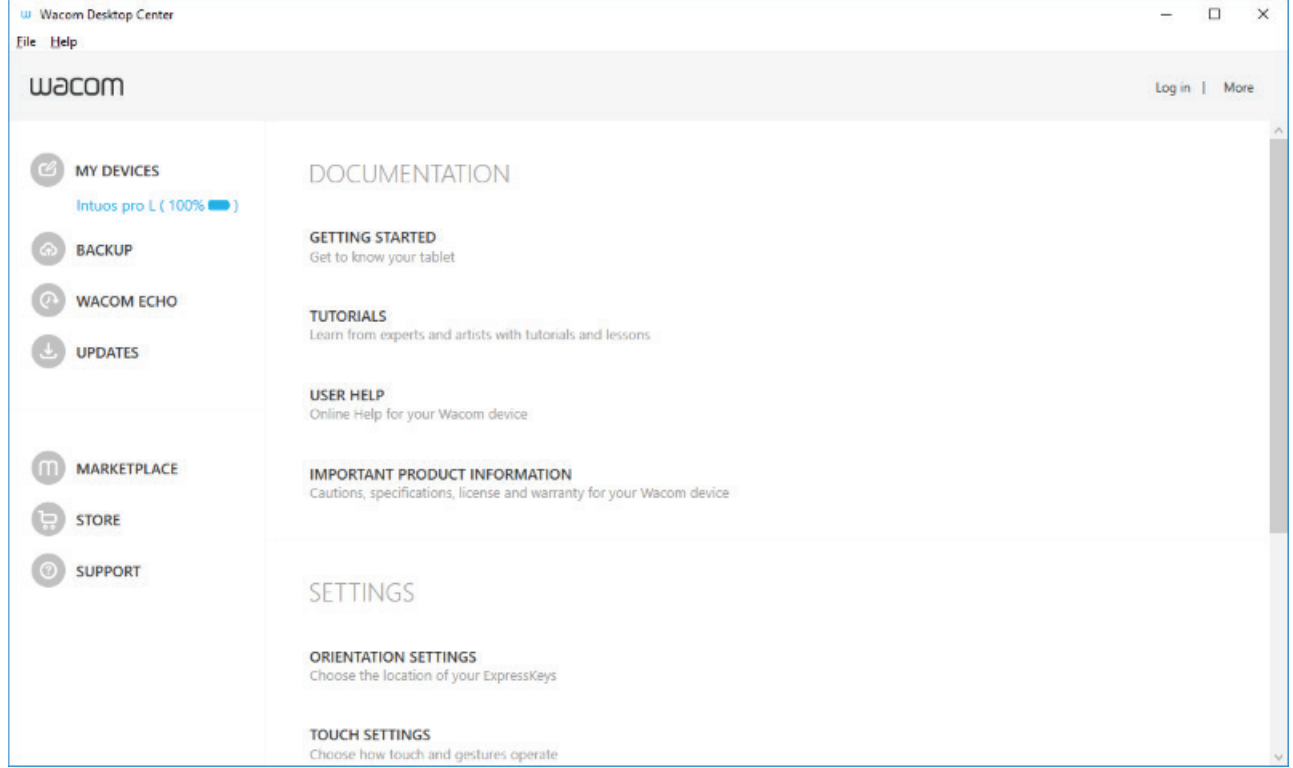 Wacom Desktop Center
File Help
wacom
Log in | More
MY DEVICES
Intuos pro L ( 100% )
BACKUP
WACOM ECHO
UPDATES
MARKETPLACE
STORE
SUPPORT
DOCUMENTATION
GETTING STARTED
Get to know your tablet
TUTORIALS
Learn from experts and artists with tutorials and lessons
USER HELP
Online Help for your Wacom device
IMPORTANT PRODUCT INFORMATION
Cautions, specifications, license and warranty for your Wacom device
SETTINGS
ORIENTATION SETTINGS
Choose the location of your ExpressKeys
TOUCH SETTINGS
Choose how touch and gestures operate